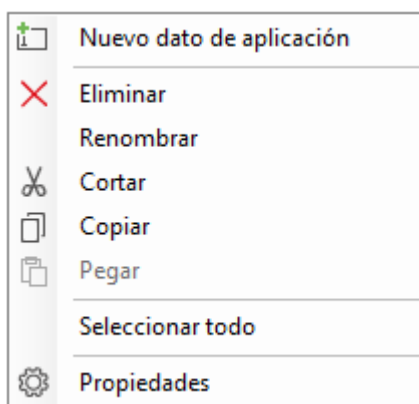 Nuevo dato de aplicación
Eliminar
Renombrar
Cortar
Copiar
Pegar
Seleccionar todo
Propiedades